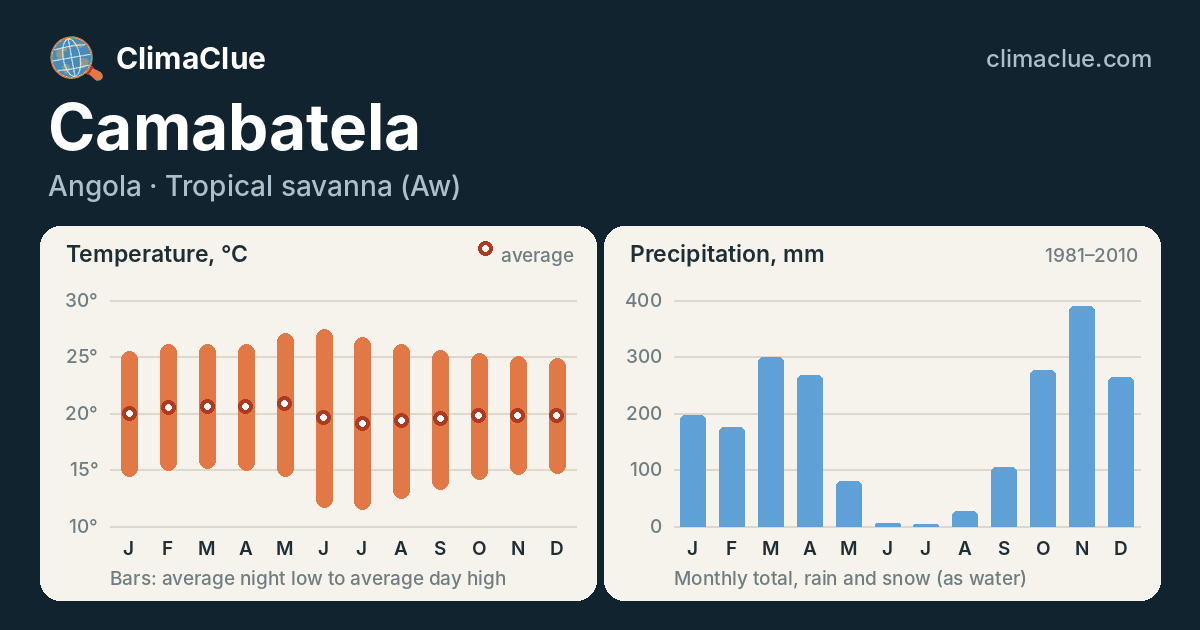 ClimaClue
climaclue.com
Camabatela
Angola · Tropical savanna (Aw)
Temperature, °C
average
30°
25°
20°
15°
10°
J F M A M J J A S O N D
Bars: average night low to average day high
Precipitation, mm
1981–2010
400
300
200
100
0
J F M A M J J A S O N D
Monthly total, rain and snow (as water)